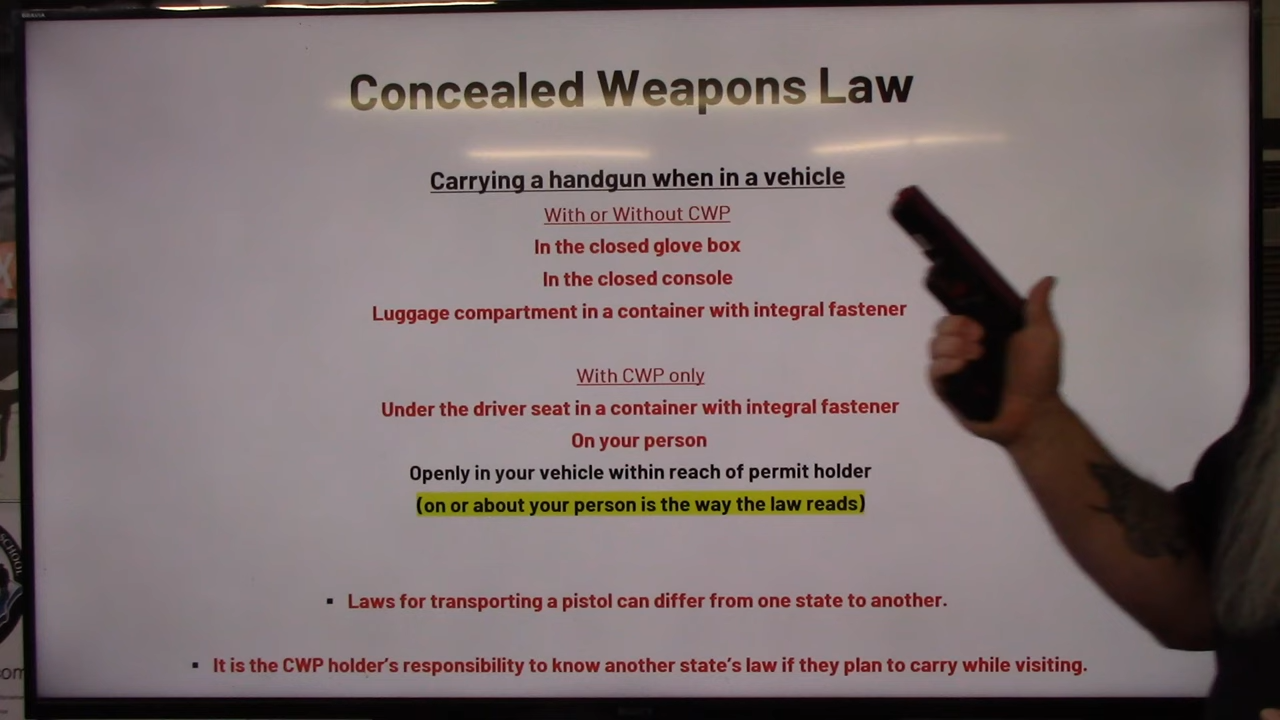 Concealed Weapons Law
Carrying a handgun when in a vehicle
With or Without CWP
In the closed glove box
In the closed console
Luggage compartment in a container with integral fastener
With CWP only
Under the driver seat in a container with integral fastener
On your person
Openly in your vehicle within reach of permit holder
(on or about your person is the way the law reads)
▪ Laws for transporting a pistol can differ from one state to another.
▪ It is the CWP holder's responsibility to know another state's law if they plan to carry while visiting.
SCHOOL